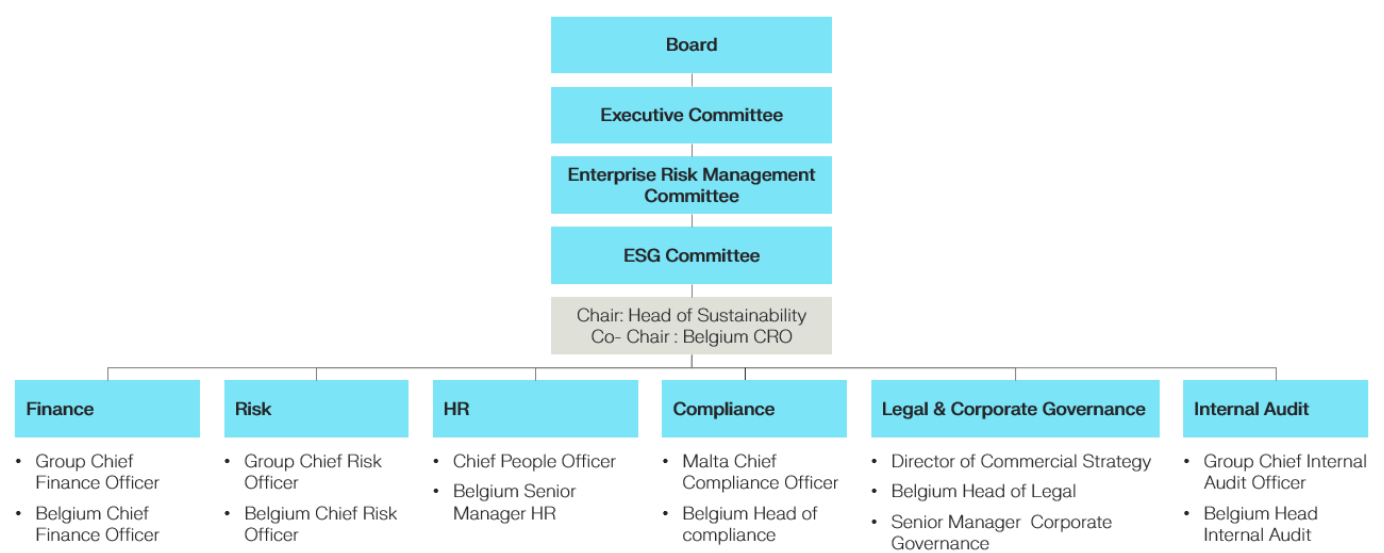 Board
Executive Committee
Enterprise Risk Management
Committee
ESG Committee
Chair: Head of Sustainability
Co- Chair : Belgium CRO
Finance
• Group Chief
Finance Officer
• Belgium Chief
Finance Officer
Risk
• Group Chief Risk
Officer
• Belgium Chief Risk
Officer
HR
• Chief People Officer
• Belgium Senior
Manager HR
Compliance
• Malta Chief
Compliance Officer
• Belgium Head of
compliance
Legal & Corporate Governance
• Director of Commercial Strategy
• Belgium Head of Legal
• Senior Manager Corporate
Governance
Internal Audit
• Group Chief Internal
Audit Officer
• Belgium Head
Internal Audit